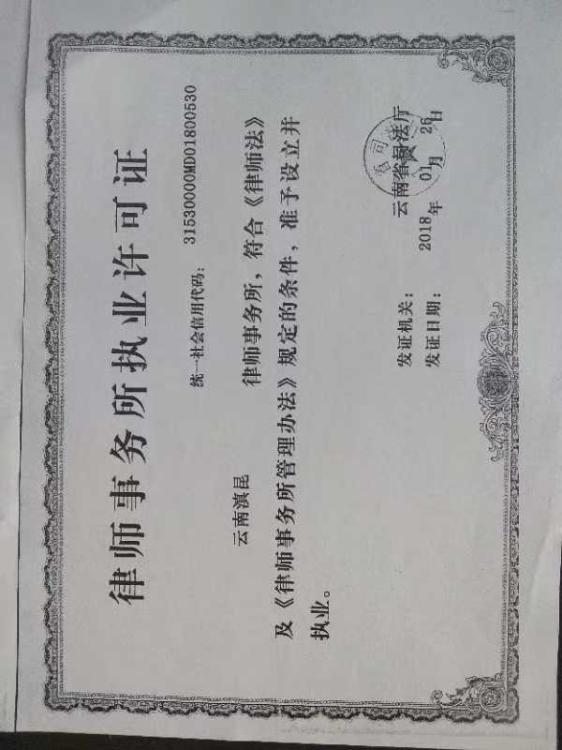 律师事务所执业许可证
统一社会信用代码：31530000MD01800530
云南滇昆 律师事务所，符合《律师法》
及《律师事务所管理办法》规定的条件，准予设立并
执业。
发证机关：云南省司法厅
发证日期：2018年01月26日